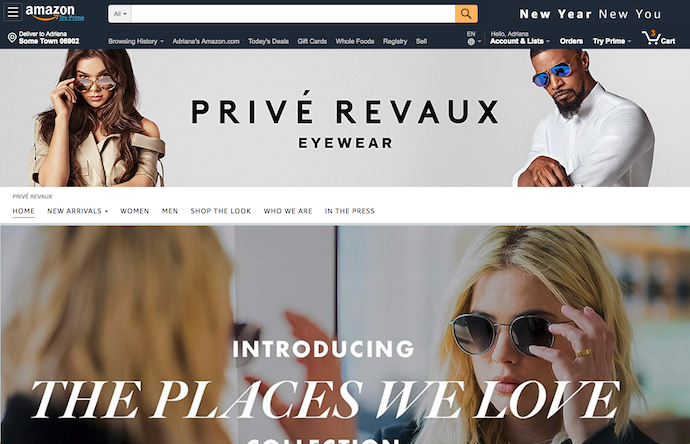 amazon
Try Prime
All
New Year New You
Deliver to Adriana
Some Town 06902
Browsing History
Adriana's Amazon.com
Today's Deals
Gift Cards
Whole Foods
Registry
Sell
EN
Hello, Adriana
Account & Lists
Orders
Try Prime
3
Cart
PRIVÉ REVAUX
EYEWEAR
PRIVÉ REVAUX
HOME
NEW ARRIVALS
WOMEN
MEN
SHOP THE LOOK
WHO WE ARE
IN THE PRESS
INTRODUCING
THE PLACES WE LOVE
COLLECTION